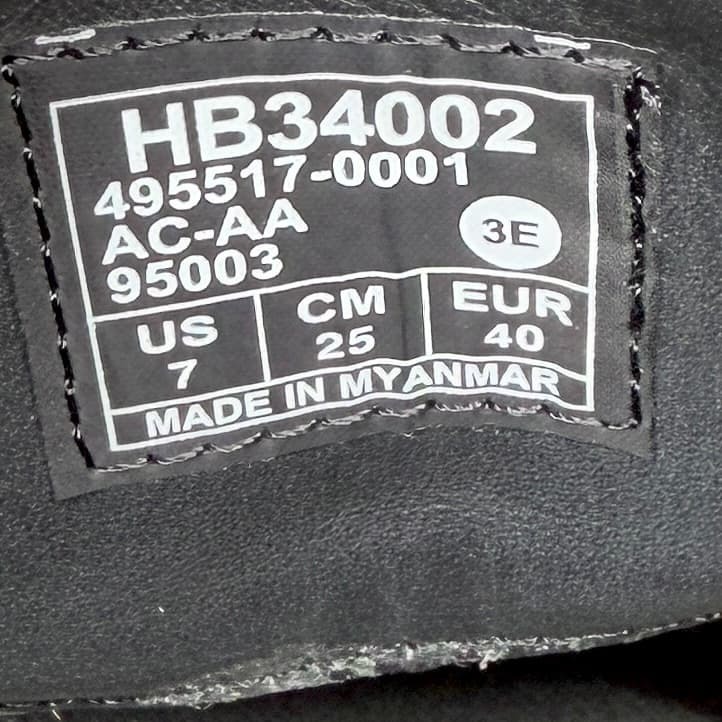 HB34002
495517-0001
AC-AA
3E
95003
US CM EUR
7 25 40
MADE IN MYANMAR